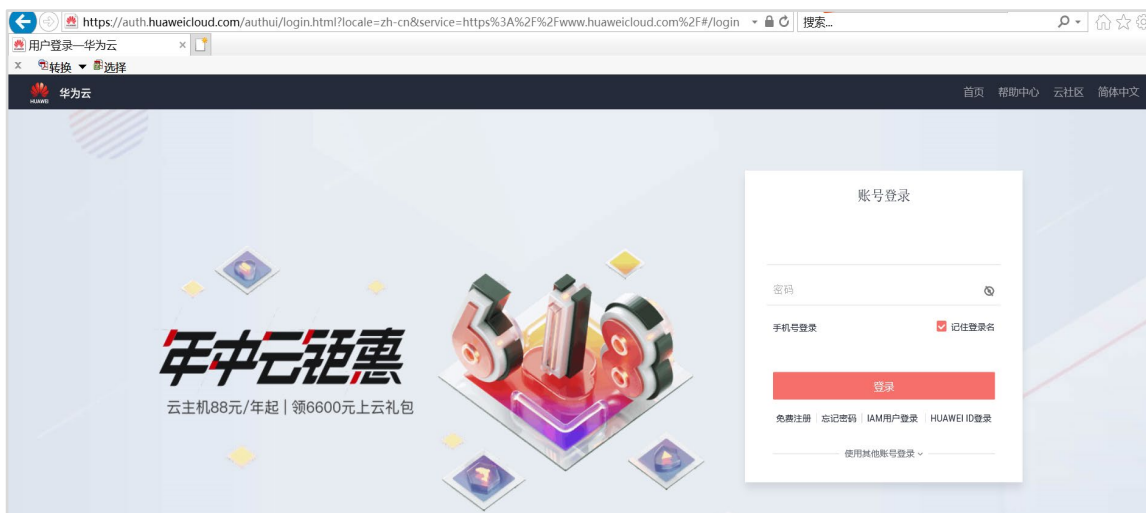 https://auth.huaweicloud.com/authui/login.html?locale=zh-cn&service=https%3A%2F%2Fwww.huaweicloud.com%2F#/login 搜索...
用户登录—华为云 ×
x 转换 ▼ 选择
HUAWEI 华为云 首页 帮助中心 云社区 简体中文
账号登录
密码
手机号登录 记住登录名
年中云钜惠
618
云主机88元/年起 | 领6600元上云礼包
登录
免费注册 | 忘记密码 | IAM用户登录 | HUAWEI ID登录
使用其他账号登录